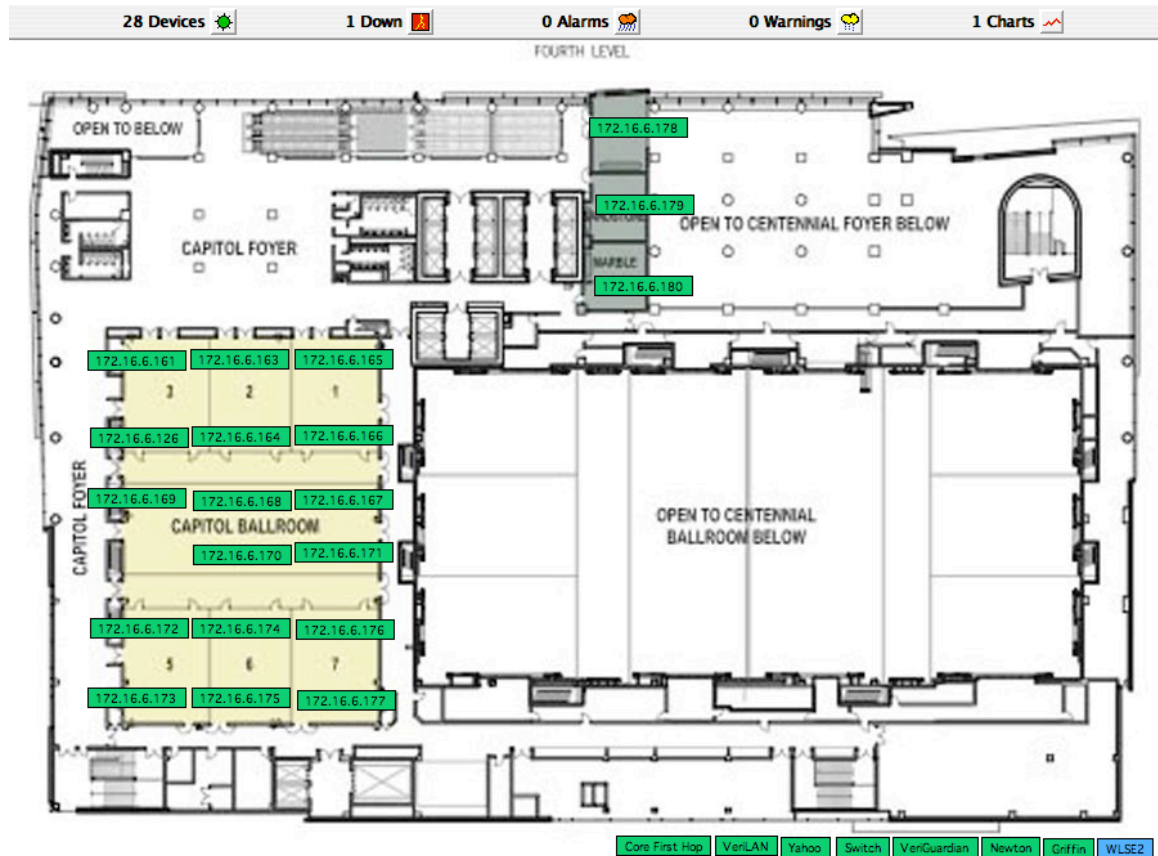 28 Devices 1 Down 0 Alarms 0 Warnings 1 Charts
FOURTH LEVEL
OPEN TO BELOW
172.16.6.178
172.16.6.179
CAPITOL FOYER
OPEN TO CENTENNIAL FOYER BELOW
MARBLE
172.16.6.180
172.16.6.161 172.16.6.163 172.16.6.165
3 2 1
172.16.6.126 172.16.6.164 172.16.6.166
CAPITOL FOYER
172.16.6.169 172.16.6.168 172.16.6.167
CAPITOL BALLROOM
OPEN TO CENTENNIAL
BALLROOM BELOW
172.16.6.170 172.16.6.171
172.16.6.172 172.16.6.174 172.16.6.176
5 6 7
172.16.6.173 172.16.6.175 172.16.6.177
Core First Hop VeriLAN Yahoo Switch VeriGuardian Newton Griffin WLSE2